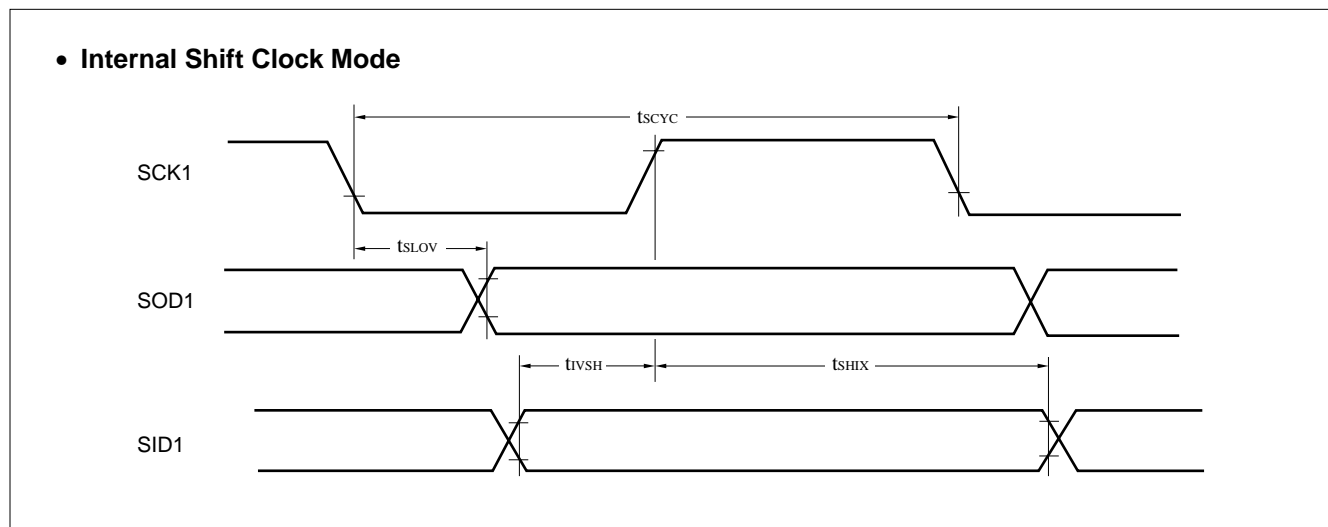 • Internal Shift Clock Mode
tSCYC
SCK1
tSLOV
SOD1
tIVSH
tSHIX
SID1